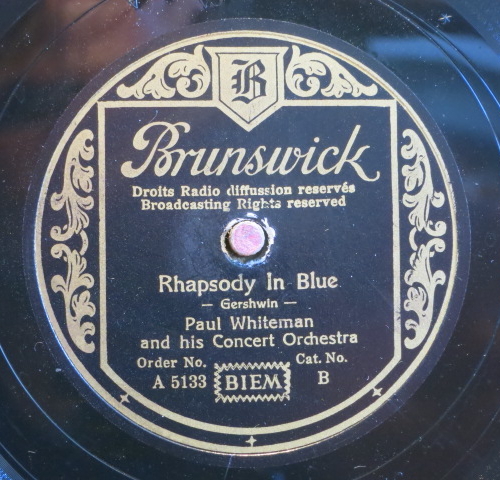 B
Brunswick
Droits Radio diffussion reservés
Broadcasting Rights reserved
Rhapsody In Blue
— Gershwin —
Paul Whiteman
and his Concert Orchestra
Order No. Cat. No.
A 5133 BIEM B